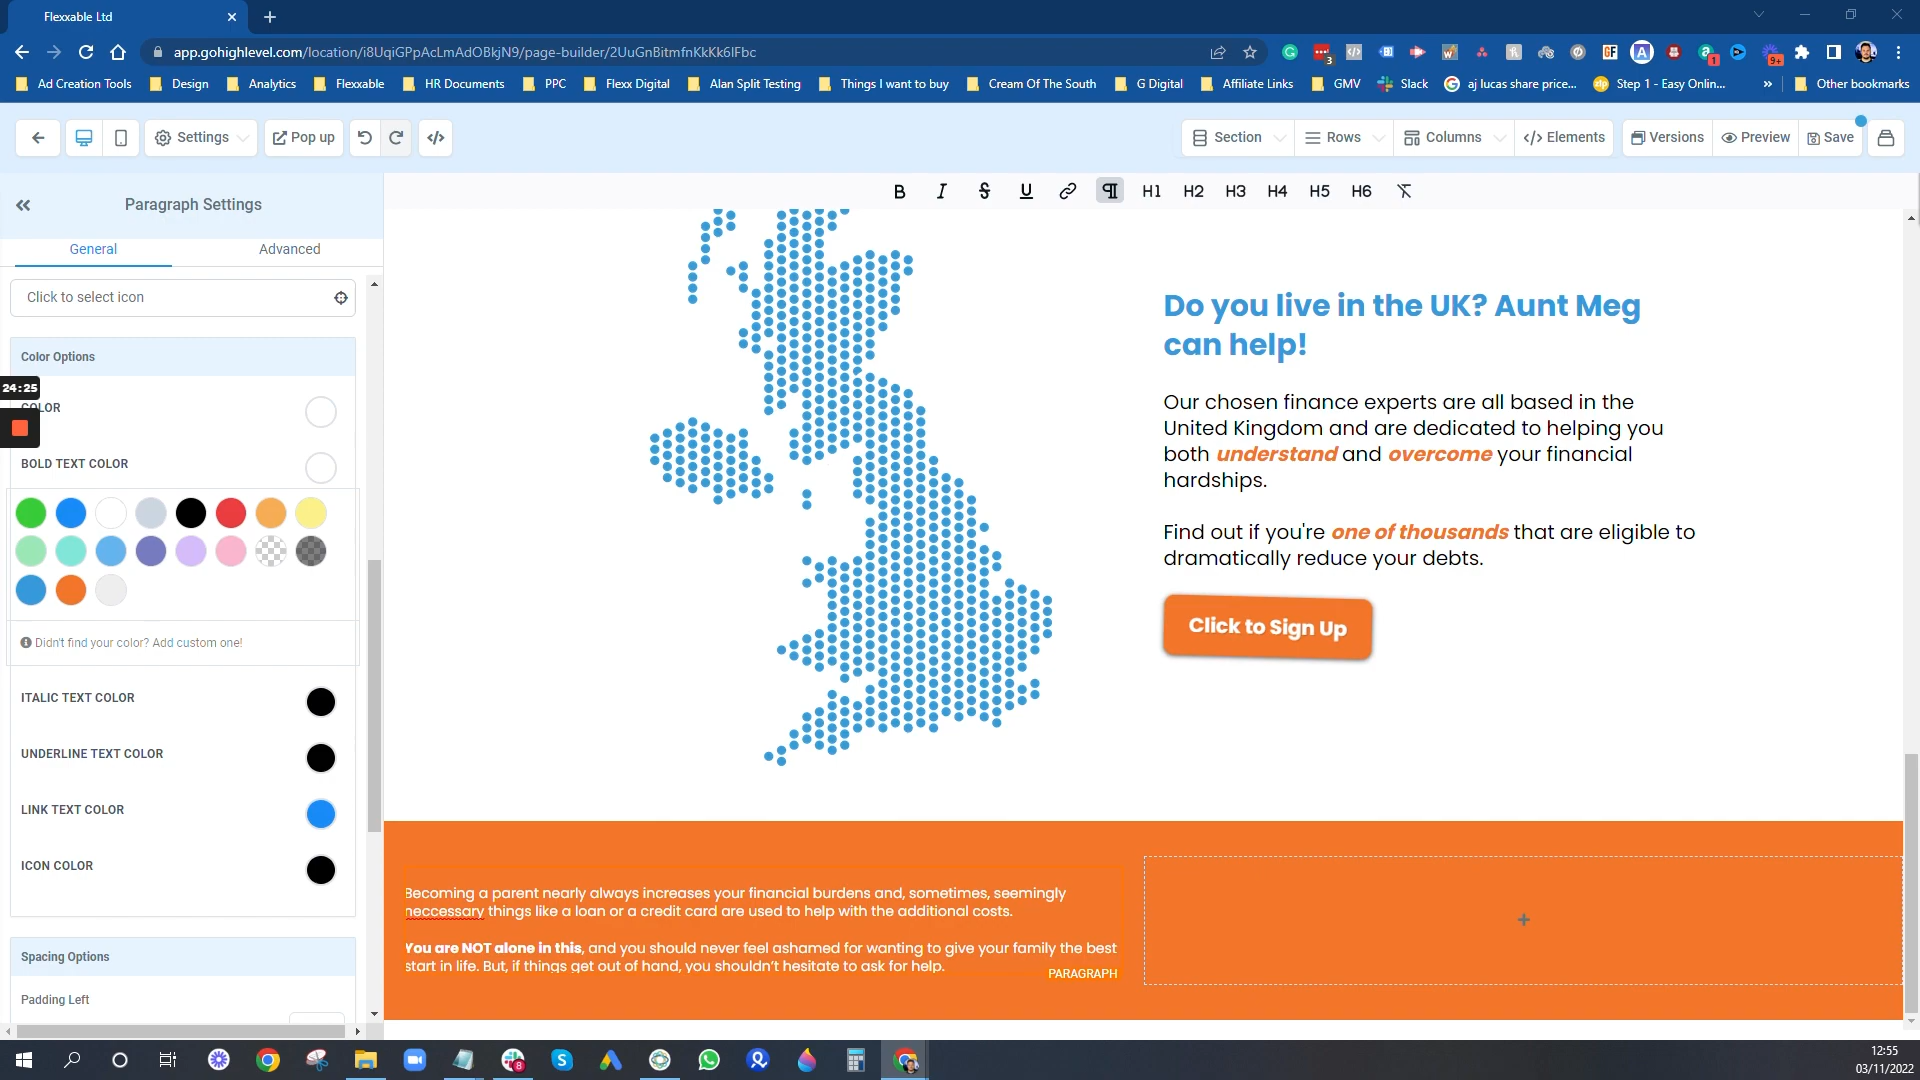 Flexxable Ltd
app.gohighlevel.com/location/i8UqiGPpAcLmAdOBkjN9/page-builder/2UuGnBitmfnKkKk6IFbc
3
1
9+
Ad Creation Tools
Design
Analytics
Flexxable
HR Documents
PPC
Flexx Digital
Alan Split Testing
Things I want to buy
Cream Of The South
G Digital
Affiliate Links
GMV
Slack
aj lucas share price...
Step 1 - Easy Onlin...
Other bookmarks
Settings
Pop up
Section
Rows
Columns
Elements
Versions
Preview
Save
Paragraph Settings
B I S U H1 H2 H3 H4 H5 H6
General
Advanced
Click to select icon
Color Options
24:25
COLOR
BOLD TEXT COLOR
Didn't find your color? Add custom one!
ITALIC TEXT COLOR
UNDERLINE TEXT COLOR
LINK TEXT COLOR
ICON COLOR
Spacing Options
Padding Left
Do you live in the UK? Aunt Meg
can help!
Our chosen finance experts are all based in the
United Kingdom and are dedicated to helping you
both understand and overcome your financial
hardships.
Find out if you're one of thousands that are eligible to
dramatically reduce your debts.
Click to Sign Up
Becoming a parent nearly always increases your financial burdens and, sometimes, seemingly
neccessary things like a loan or a credit card are used to help with the additional costs.
You are NOT alone in this, and you should never feel ashamed for wanting to give your family the best
start in life. But, if things get out of hand, you shouldn't hesitate to ask for help.
PARAGRAPH
8
12:55
03/11/2022